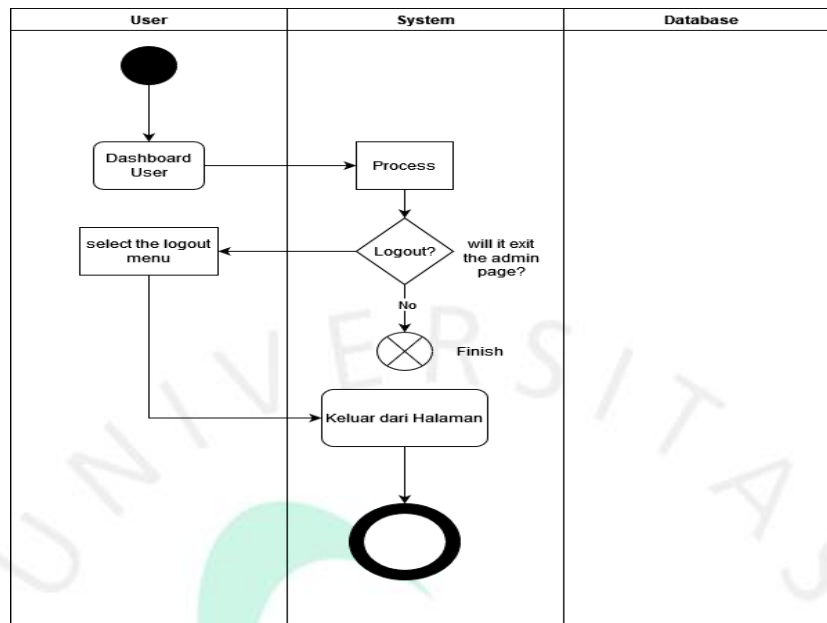 User
System
Database
Dashboard
User
Process
select the logout
menu
Logout?
will it exit
the admin
page?
No
Finish
Keluar dari Halaman
UNIVERSITAS